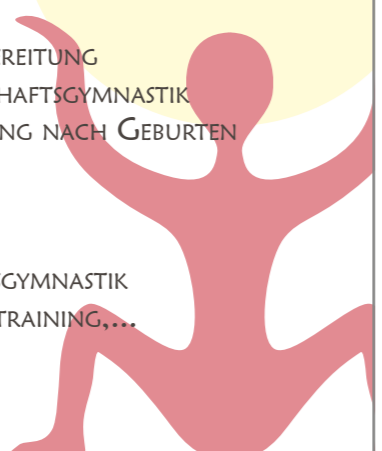 REITUNG
HAFTSGYMNASTIK
NG NACH GEBURTEN
GYMNASTIK
TRAINING,...